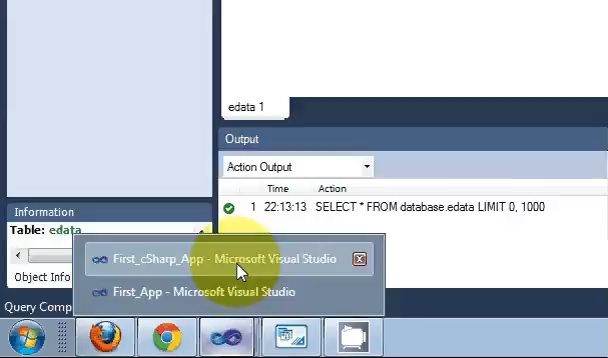 edata 1
Output
Action Output
Time Action
1 22:13:13 SELECT * FROM database.edata LIMIT 0, 1000
Information
Table: edata
Object Info
First_cSharp_App - Microsoft Visual Studio
First_App - Microsoft Visual Studio
Query Comp